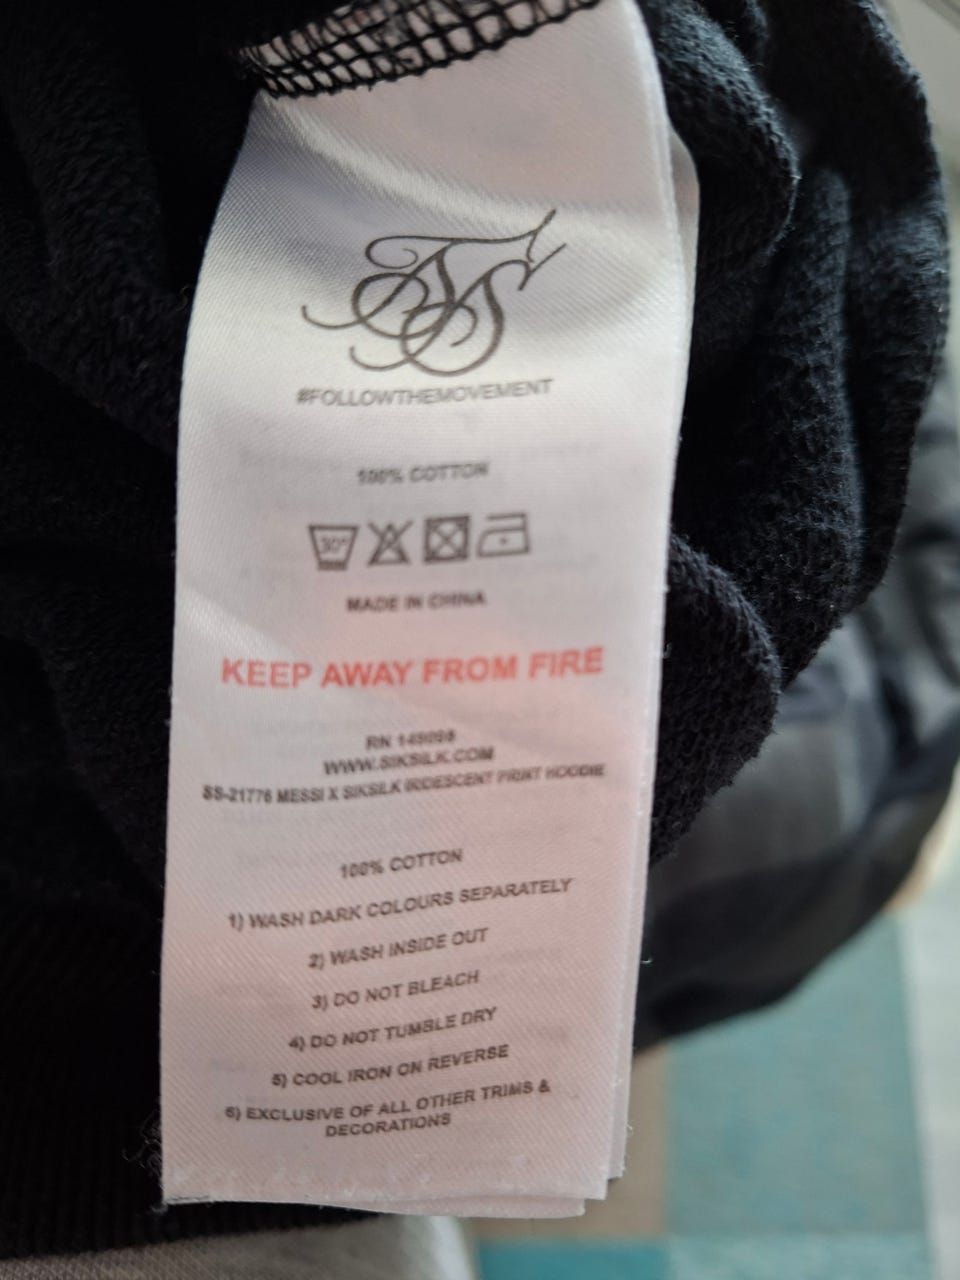 SS
#FOLLOWTHEMOVEMENT
100% COTTON
30°
MADE IN CHINA
KEEP AWAY FROM FIRE
RN 149098
WWW.SIKSILK.COM
SS-21776 MESSI X SIKSILK IRIDESCENT PRINT HOODIE
100% COTTON
1) WASH DARK COLOURS SEPARATELY
2) WASH INSIDE OUT
3) DO NOT BLEACH
4) DO NOT TUMBLE DRY
5) COOL IRON ON REVERSE
6) EXCLUSIVE OF ALL OTHER TRIMS &
DECORATIONS